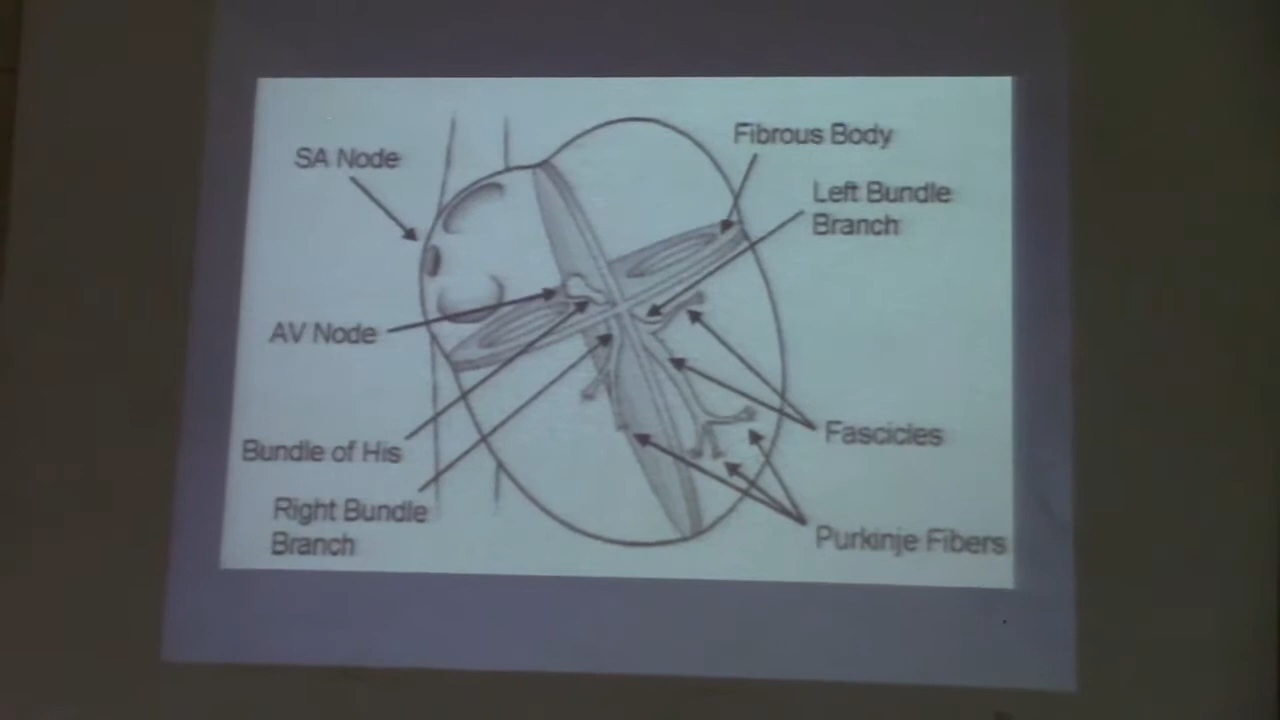 SA Node
Fibrous Body
Left Bundle
Branch
AV Node
Bundle of His
Right Bundle
Branch
Fascicles
Purkinje Fibers